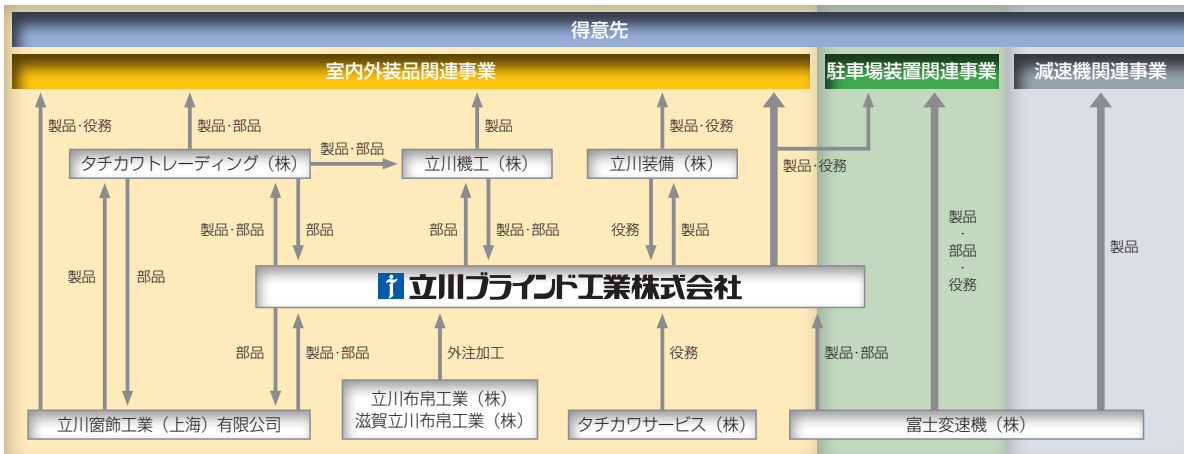 得意先
室内外装品関連事業
駐車場装置関連事業
減速機関連事業
製品・役務
製品・部品
製品
製品・役務
製品・役務
タチカワトレーディング（株）
製品・部品
立川機工（株）
立川装備（株）
製品・部品
部品
部品
製品・部品
役務
製品
製品・部品・役務
製品
製品
部品
立川ブラインド工業株式会社
部品
製品・部品
外注加工
役務
製品・部品
立川窗飾工業（上海）有限公司
立川布帛工業（株）
滋賀立川布帛工業（株）
タチカワサービス（株）
富士変速機（株）